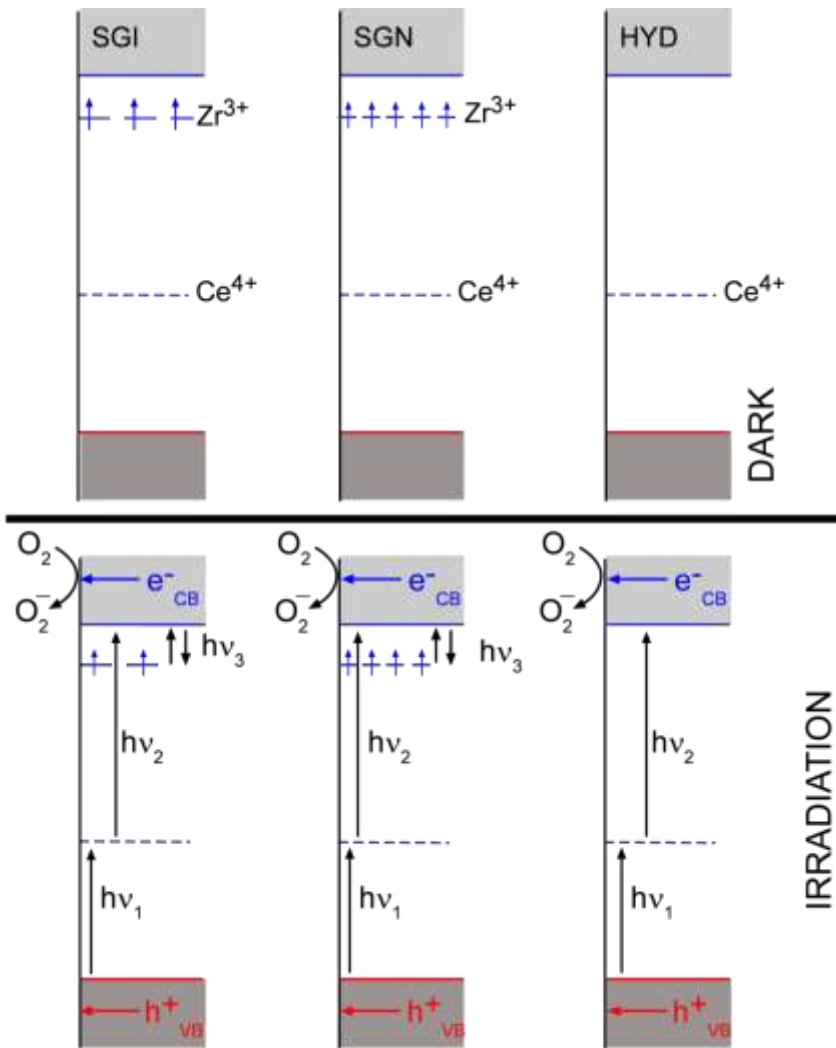 SGI
SGN
HYD
Zr³⁺
Zr³⁺
Ce⁴⁺
Ce⁴⁺
Ce⁴⁺
DARK
O₂
O₂⁻
e⁻CB
hν₃
hν₂
hν₁
h⁺VB
O₂
O₂⁻
e⁻CB
hν₃
hν₂
hν₁
h⁺VB
O₂
O₂⁻
e⁻CB
hν₂
hν₁
h⁺VB
IRRADIATION